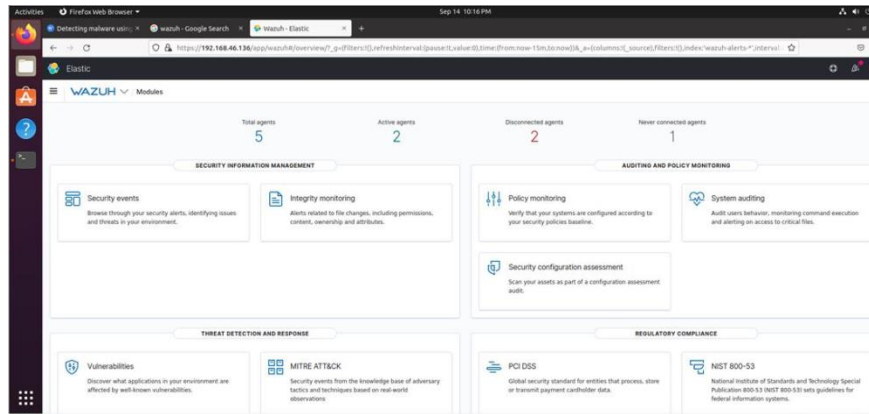 Activities
Firefox Web Browser
Sep 14 10:16 PM
Detecting malware using
wazuh - Google Search
Wazuh - Elastic
https://192.168.46.136/app/wazuh#/overview/?_g=(filters:!(),refreshInterval:(pause:!t,value:0),time:(from:now-15m,to:now))&_a=(columns:!(_source),filters:!(),index:'wazuh-alerts-*',interval:
Elastic
WAZUH
Modules
Total agents
5
Active agents
2
Disconnected agents
2
Never connected agents
1
SECURITY INFORMATION MANAGEMENT
Security events
Browse through your security alerts, identifying issues
and threats in your environment.
Integrity monitoring
Alerts related to file changes, including permissions,
content, ownership and attributes.
AUDITING AND POLICY MONITORING
Policy monitoring
Verify that your systems are configured according to
your security policies baseline.
System auditing
Audit users behavior, monitoring command execution
and alerting on access to critical files.
Security configuration assessment
Scan your assets as part of a configuration assessment
audit.
THREAT DETECTION AND RESPONSE
Vulnerabilities
Discover what applications in your environment are
affected by well-known vulnerabilities.
MITRE ATT&CK
Security events from the knowledge base of adversary
tactics and techniques based on real-world
observations
REGULATORY COMPLIANCE
PCI DSS
Global security standard for entities that process, store
or transmit payment cardholder data.
NIST 800-53
National Institute of Standards and Technology Special
Publication 800-53 (NIST 800-53) sets guidelines for
federal information systems.